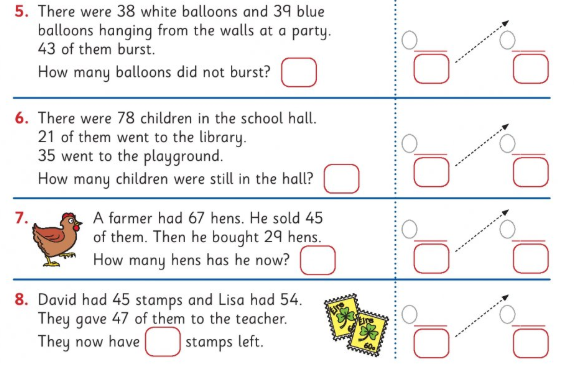 5. There were 38 white balloons and 39 blue
balloons hanging from the walls at a party.
43 of them burst.
How many balloons did not burst?
6. There were 78 children in the school hall.
21 of them went to the library.
35 went to the playground.
How many children were still in the hall?
7. A farmer had 67 hens. He sold 45
of them. Then he bought 29 hens.
How many hens has he now?
8. David had 45 stamps and Lisa had 54.
They gave 47 of them to the teacher.
They now have stamps left.
Éire
Éire
60c